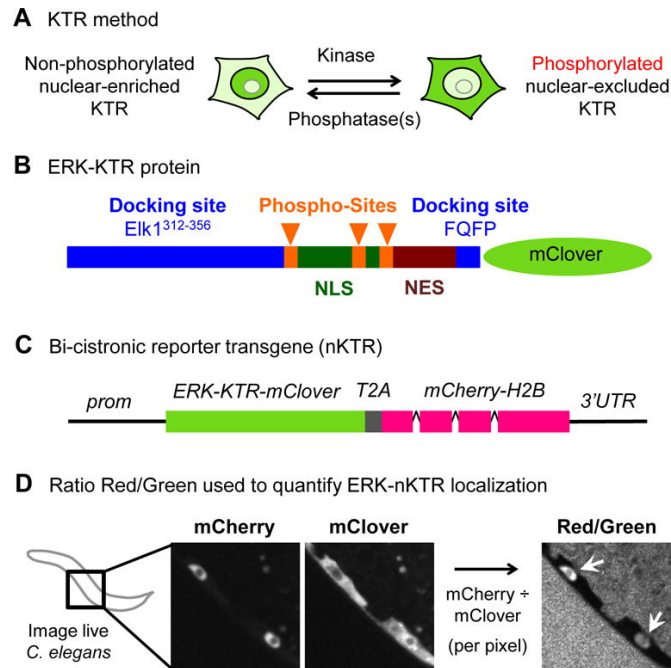 A KTR method
Non-phosphorylated
nuclear-enriched
KTR
Kinase
Phosphatase(s)
Phosphorylated
nuclear-excluded
KTR
B ERK-KTR protein
Docking site
Elk1312-356
Phospho-Sites
Docking site
FQFP
mClover
NLS
NES
C Bi-cistronic reporter transgene (nKTR)
prom
ERK-KTR-mClover
T2A
mCherry-H2B
3'UTR
D Ratio Red/Green used to quantify ERK-nKTR localization
mCherry
mClover
Red/Green
Image live
C. elegans
mCherry ÷
mClover
(per pixel)